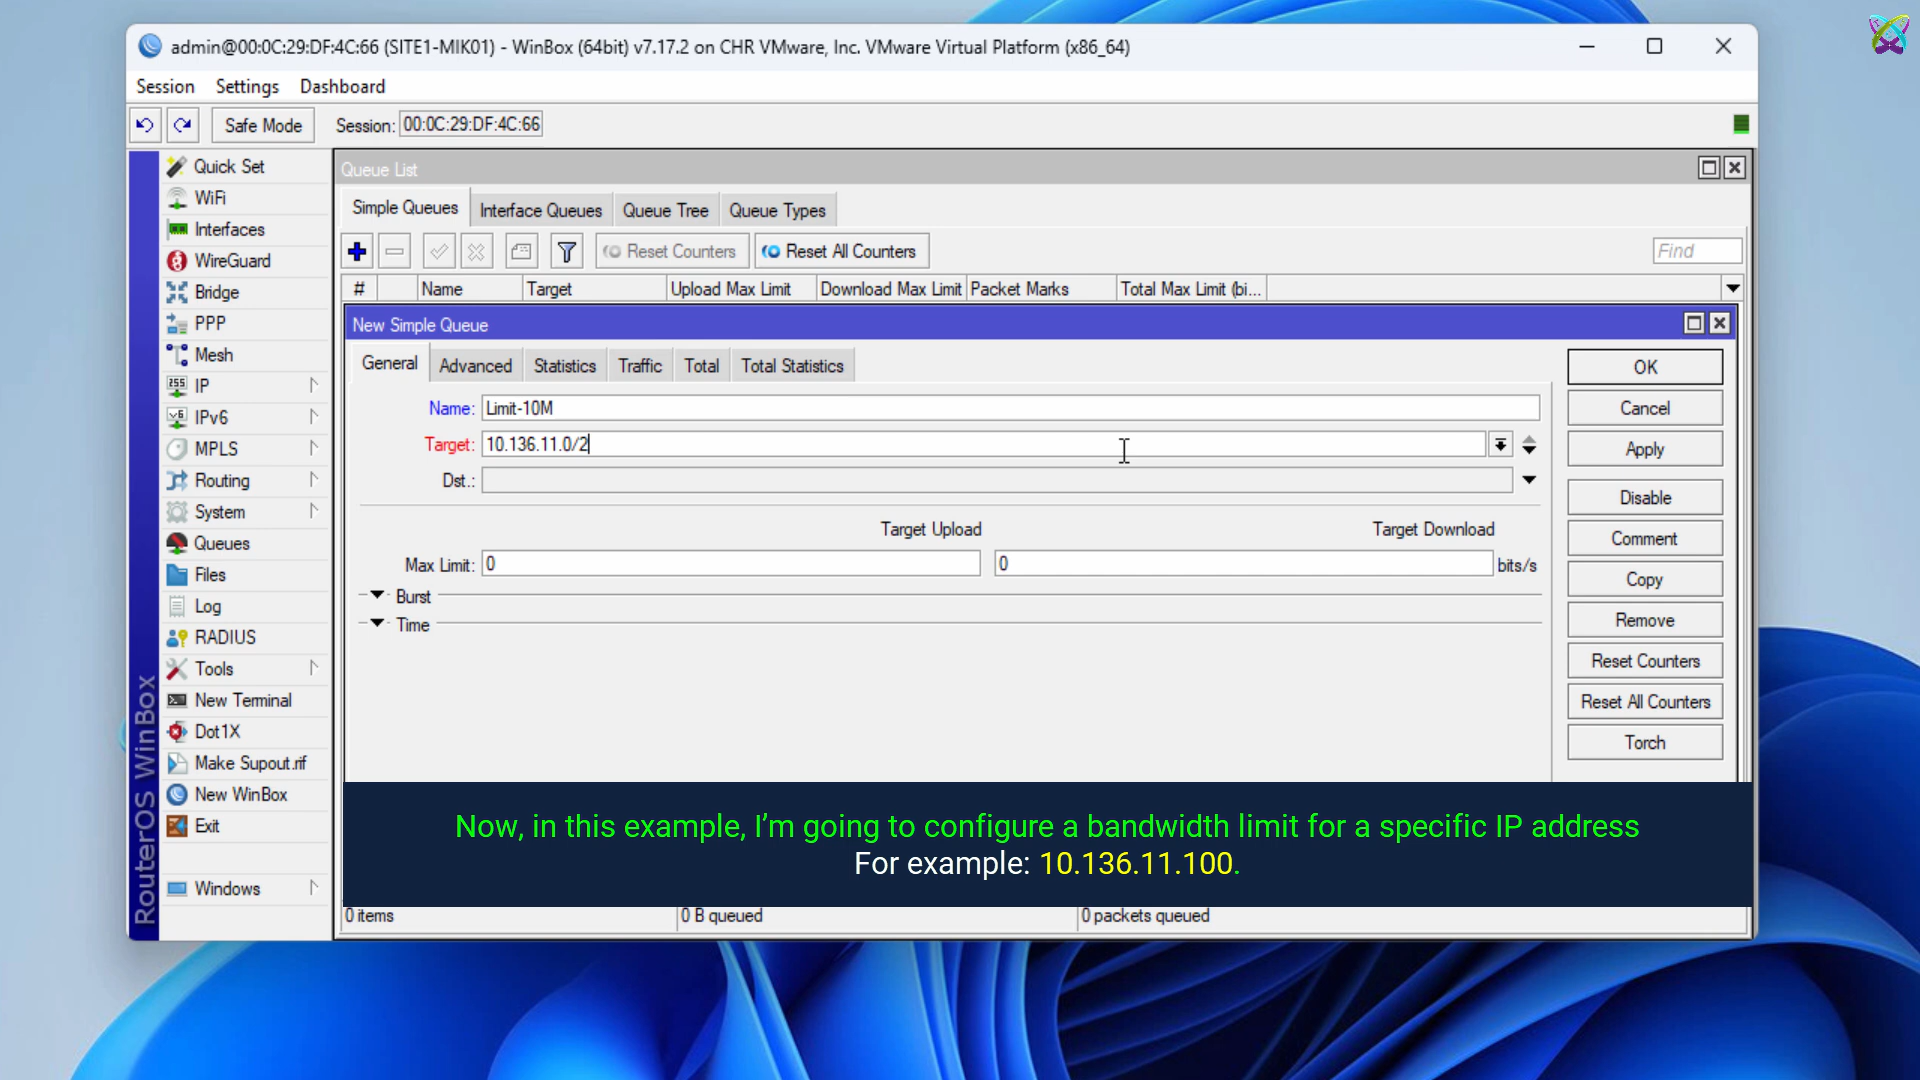 admin@00:0C:29:DF:4C:66 (SITE1-MIK01) - WinBox (64bit) v7.17.2 on CHR VMware, Inc. VMware Virtual Platform (x86_64)
Session Settings Dashboard
Safe Mode Session: 00:0C:29:DF:4C:66
RouterOS WinBox
Quick Set
WiFi
Interfaces
WireGuard
Bridge
PPP
Mesh
IP
IPv6
MPLS
Routing
System
Queues
Files
Log
RADIUS
Tools
New Terminal
Dot1X
Make Supout.rif
New WinBox
Exit
Windows
Queue List
Simple Queues Interface Queues Queue Tree Queue Types
Reset Counters Reset All Counters Find
# Name Target Upload Max Limit Download Max Limit Packet Marks Total Max Limit (bi...
New Simple Queue
General Advanced Statistics Traffic Total Total Statistics
Name: Limit-10M
Target: 10.136.11.0/2
Dst.:
Target Upload Target Download
Max Limit: 0 0 bits/s
Burst
Time
OK
Cancel
Apply
Disable
Comment
Copy
Remove
Reset Counters
Reset All Counters
Torch
Now, in this example, I'm going to configure a bandwidth limit for a specific IP address
For example: 10.136.11.100.
0 items 0 B queued 0 packets queued